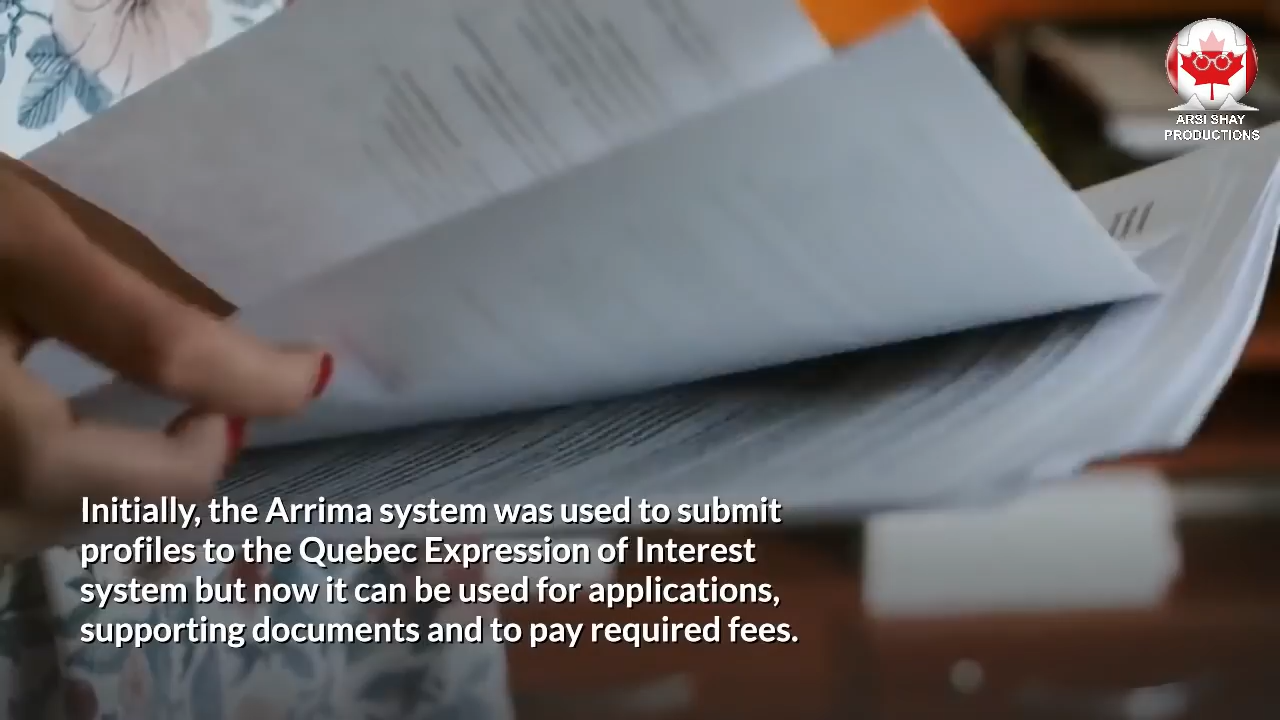 ARSI SHAY
PRODUCTIONS
Initially, the Arrima system was used to submit
profiles to the Quebec Expression of Interest
system but now it can be used for applications,
supporting documents and to pay required fees.